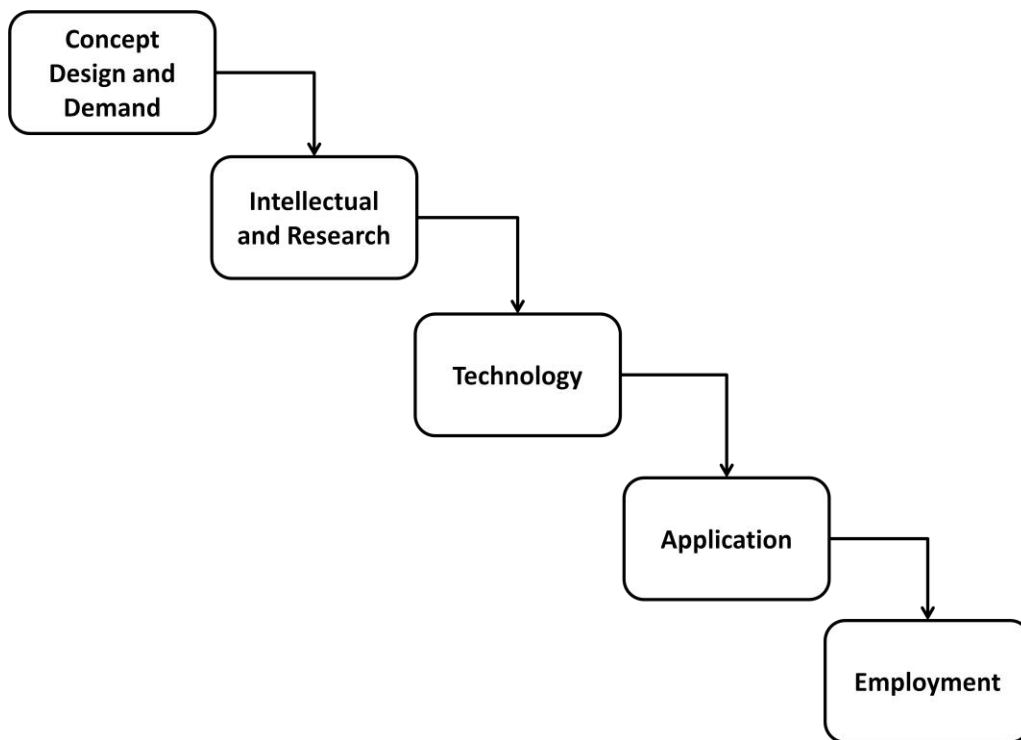 Concept
Design and
Demand
Intellectual
and Research
Technology
Application
Employment